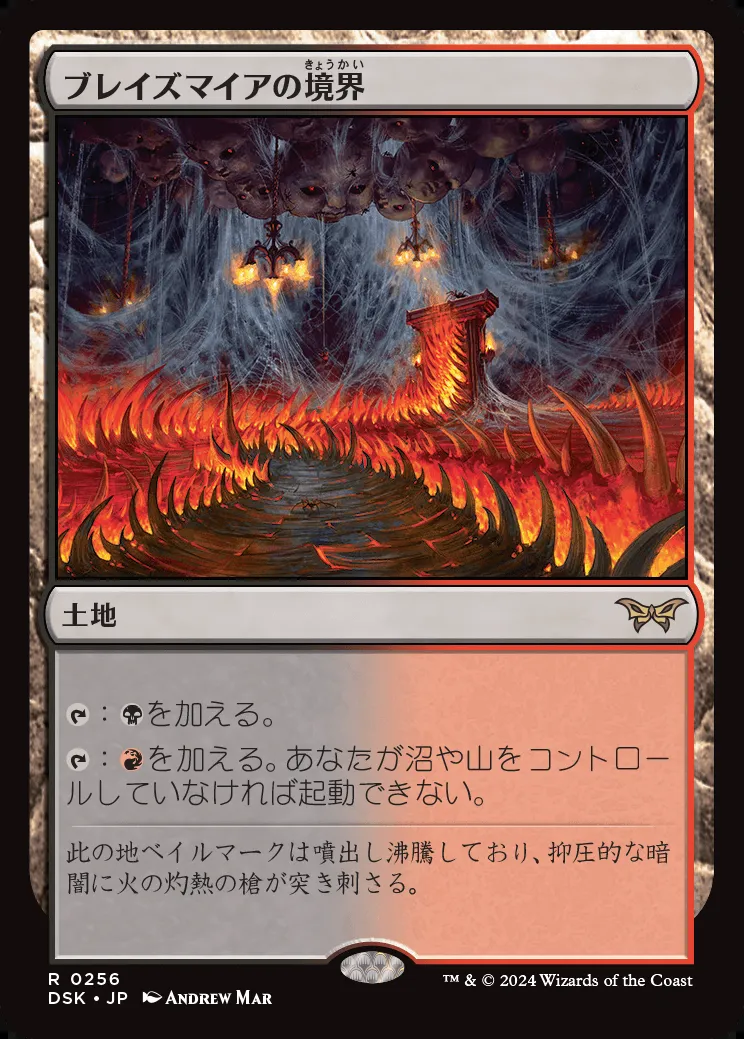 きょうかい
ブレイズマイアの境界
土地
：を加える。
：を加える。あなたが沼や山をコントロー
ルしていなければ起動できない。
此の地ベイルマークは噴出し沸騰しており、抑圧的な暗
闇に火の灼熱の槍が突き刺さる。
R 0256
DSK • JP ANDREW MAR
™ & © 2024 Wizards of the Coast